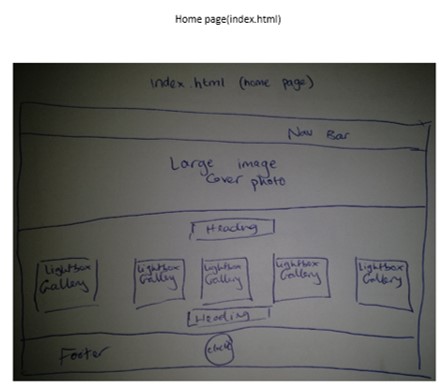 Home page(index.html)
index.html (home page)
Nav Bar
Large image
Cover photo
Heading
Lightbox
Gallery
Lightbox
Gallery
Lightbox
Gallery
Lightbox
Gallery
Lightbox
Gallery
Heading
Footer